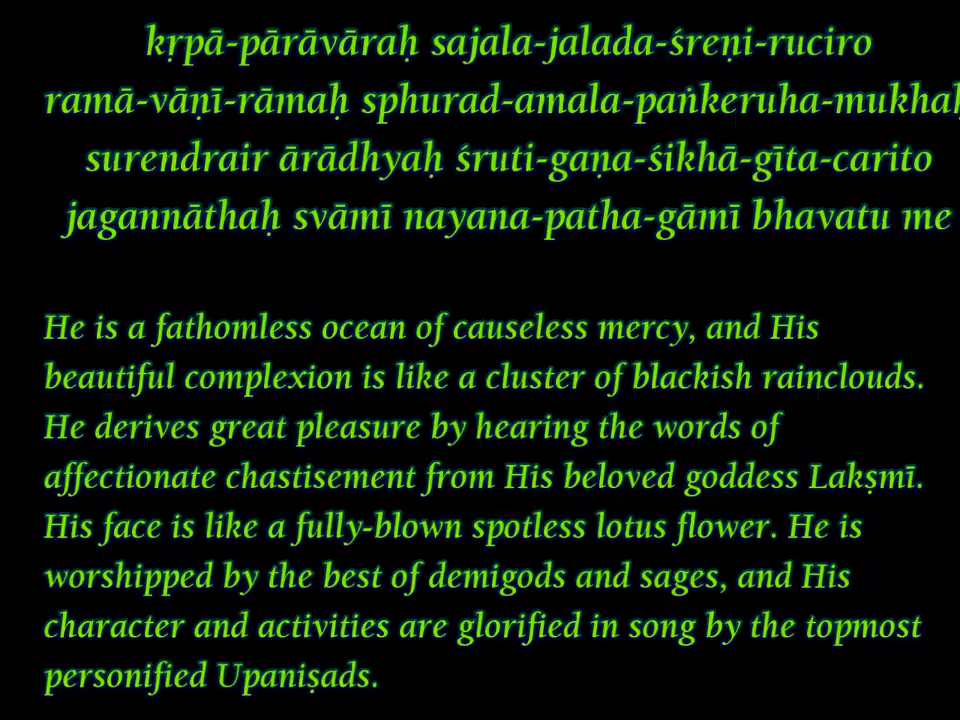 kṛpā-pārāvāraḥ sajala-jalada-śreṇi-ruciro
ramā-vāṇī-rāmaḥ sphurad-amala-paṅkeruha-mukhaḥ
surendrair ārādhyaḥ śruti-gaṇa-śikhā-gīta-carito
jagannāthaḥ svāmī nayana-patha-gāmī bhavatu me
He is a fathomless ocean of causeless mercy, and His
beautiful complexion is like a cluster of blackish rainclouds.
He derives great pleasure by hearing the words of
affectionate chastisement from His beloved goddess Lakṣmī.
His face is like a fully-blown spotless lotus flower. He is
worshipped by the best of demigods and sages, and His
character and activities are glorified in song by the topmost
personified Upaniṣads.